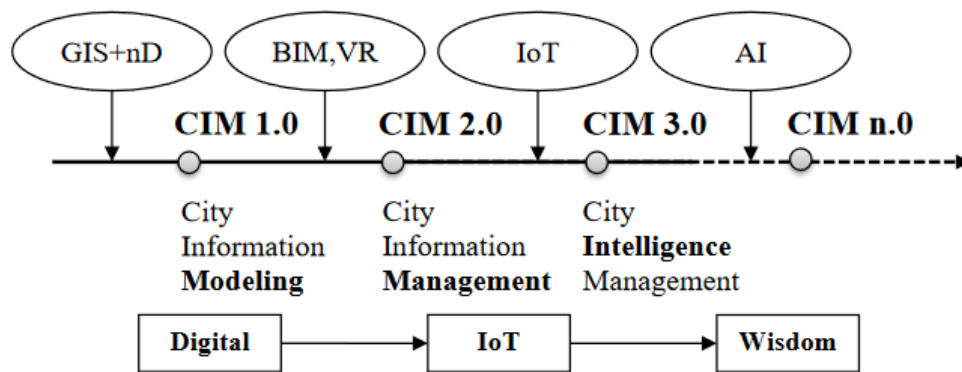 GIS+nD BIM,VR IoT AI
CIM 1.0 CIM 2.0 CIM 3.0 CIM n.0
City City City
Information Information Intelligence
Modeling Management Management
Digital IoT Wisdom